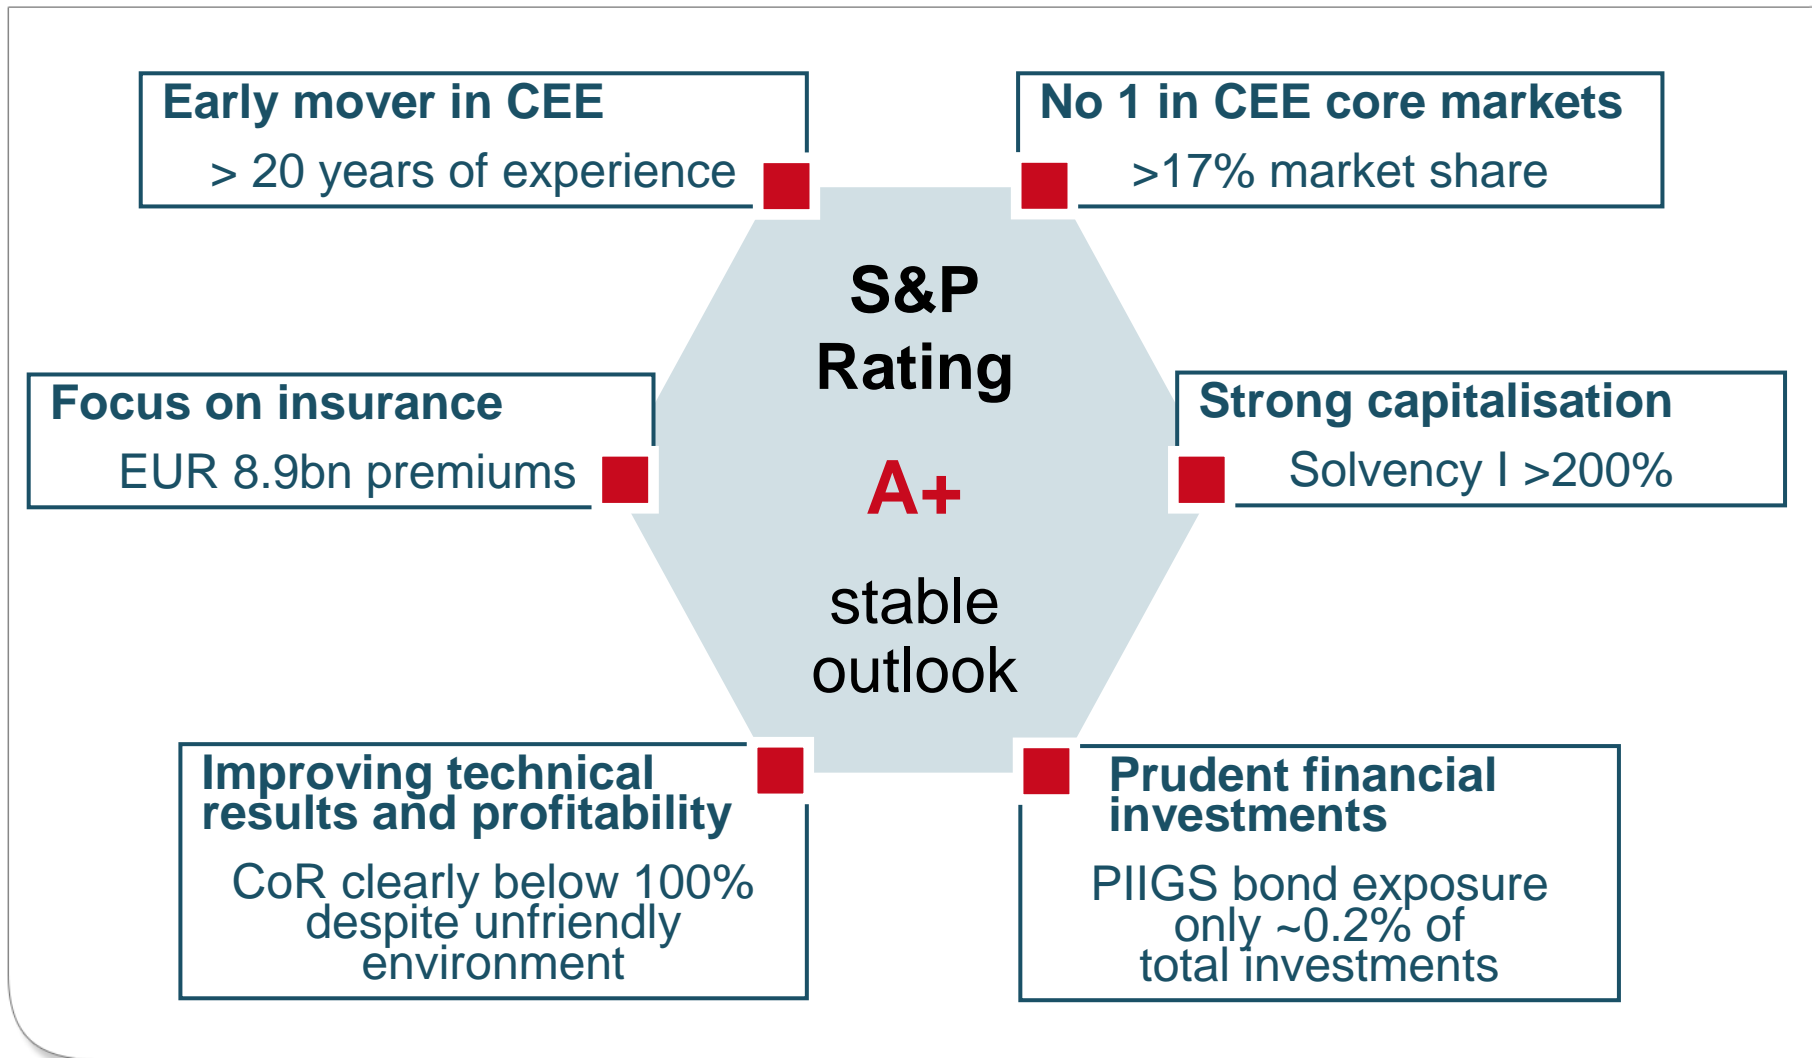 Early mover in CEE
> 20 years of experience
No 1 in CEE core markets
>17% market share
S&P
Rating
A+
stable
outlook
Focus on insurance
EUR 8.9bn premiums
Strong capitalisation
Solvency I >200%
Improving technical
results and profitability
CoR clearly below 100%
despite unfriendly
environment
Prudent financial
investments
PIIGS bond exposure
only ~0.2% of
total investments